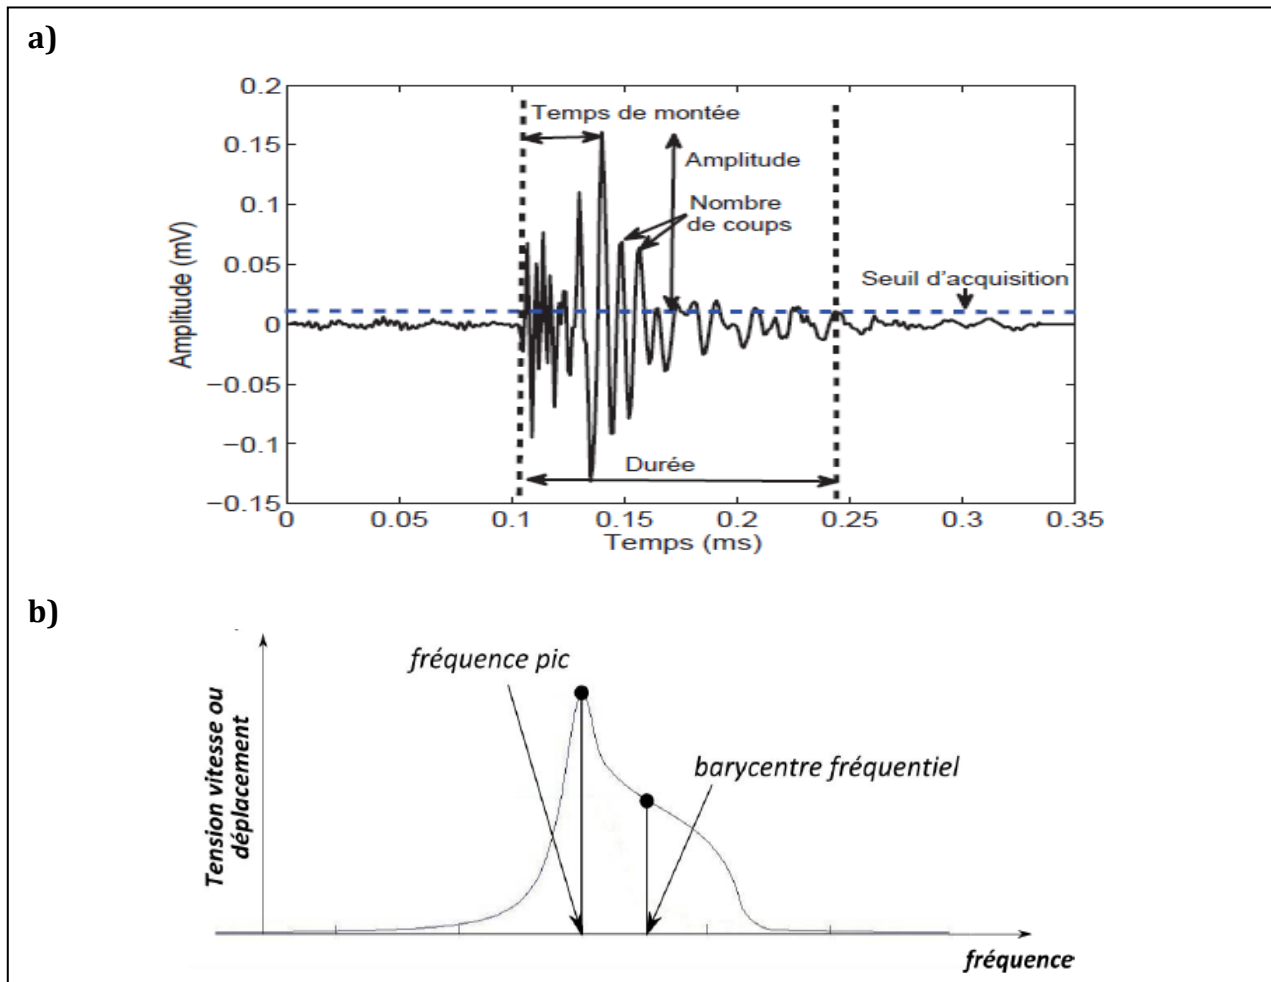 a)
0.2
0.15
0.1
0.05
0
−0.05
−0.1
−0.15
Amplitude (mV)
Temps de montée
Amplitude
Nombre
de coups
Seuil d'acquisition
Durée
0 0.05 0.1 0.15 0.2 0.25 0.3 0.35
Temps (ms)
b)
Tension vitesse ou
déplacement
fréquence pic
barycentre fréquentiel
fréquence